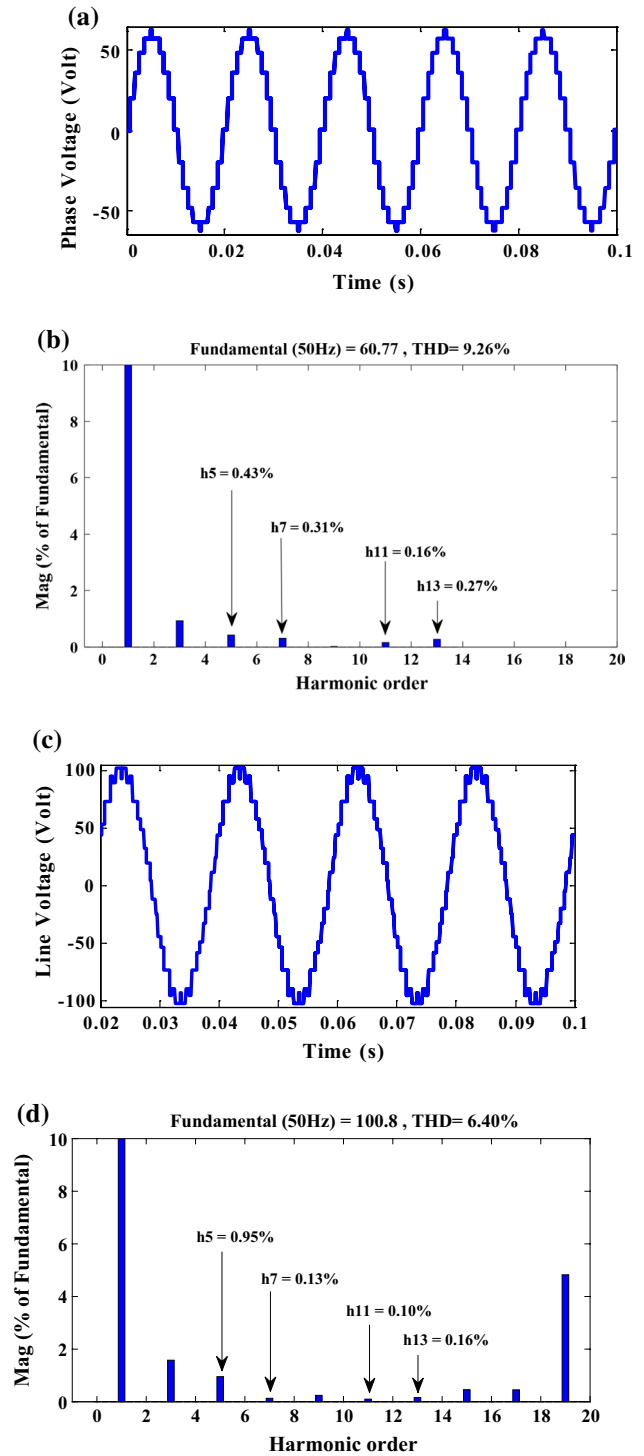 (a)
Phase Voltage (Volt)
50
0
-50
0 0.02 0.04 0.06 0.08 0.1
Time (s)
(b)
Fundamental (50Hz) = 60.77 , THD= 9.26%
Mag (% of Fundamental)
10
8
6
4
2
0
h5 = 0.43%
h7 = 0.31%
h11 = 0.16%
h13 = 0.27%
0 2 4 6 8 10 12 14 16 18 20
Harmonic order
(c)
Line Voltage (Volt)
100
50
0
-50
-100
0.02 0.03 0.04 0.05 0.06 0.07 0.08 0.09 0.1
Time (s)
(d)
Fundamental (50Hz) = 100.8 , THD= 6.40%
Mag (% of Fundamental)
10
8
6
4
2
0
h5 = 0.95%
h7 = 0.13%
h11 = 0.10%
h13 = 0.16%
0 2 4 6 8 10 12 14 16 18 20
Harmonic order